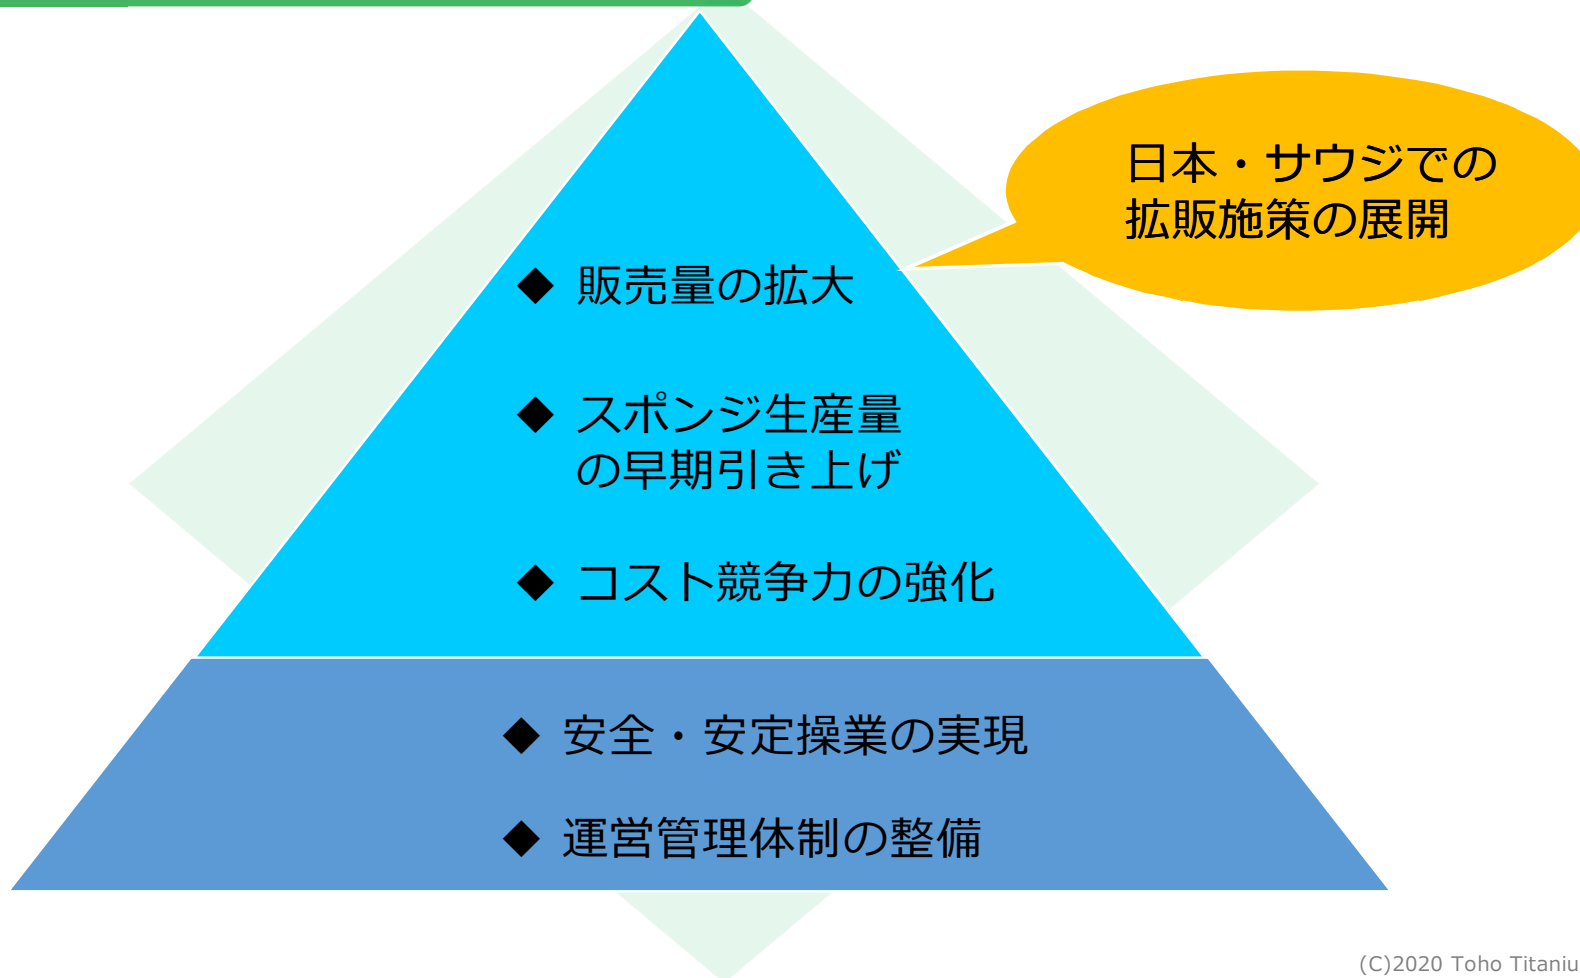 日本・サウジでの
拡販施策の展開
◆ 販売量の拡大
◆ スポンジ生産量
の早期引き上げ
◆ コスト競争力の強化
◆ 安全・安定操業の実現
◆ 運営管理体制の整備
(C)2020 Toho Titaniu